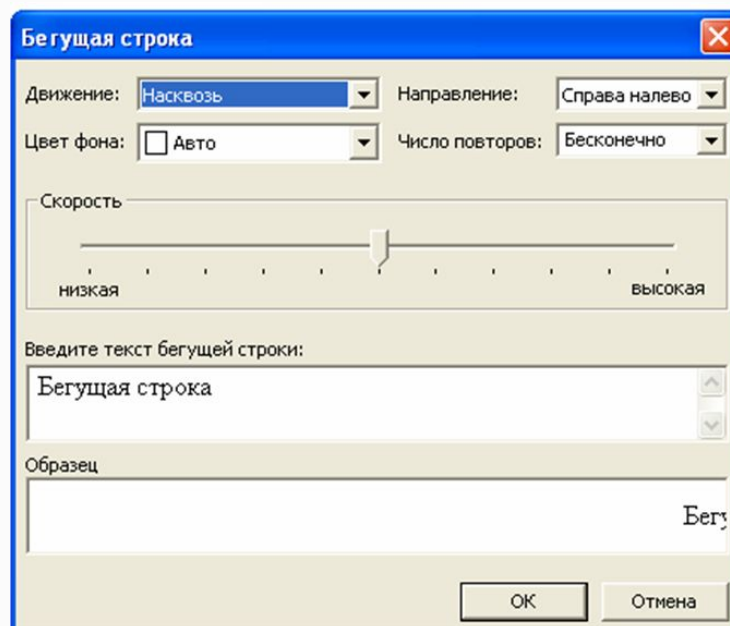 Бегущая строка
Движение: Насквозь Направление: Справа налево
Цвет фона: Авто Число повторов: Бесконечно
Скорость
низкая высокая
Введите текст бегущей строки:
Бегущая строка
Образец
Бегу
ОК Отмена